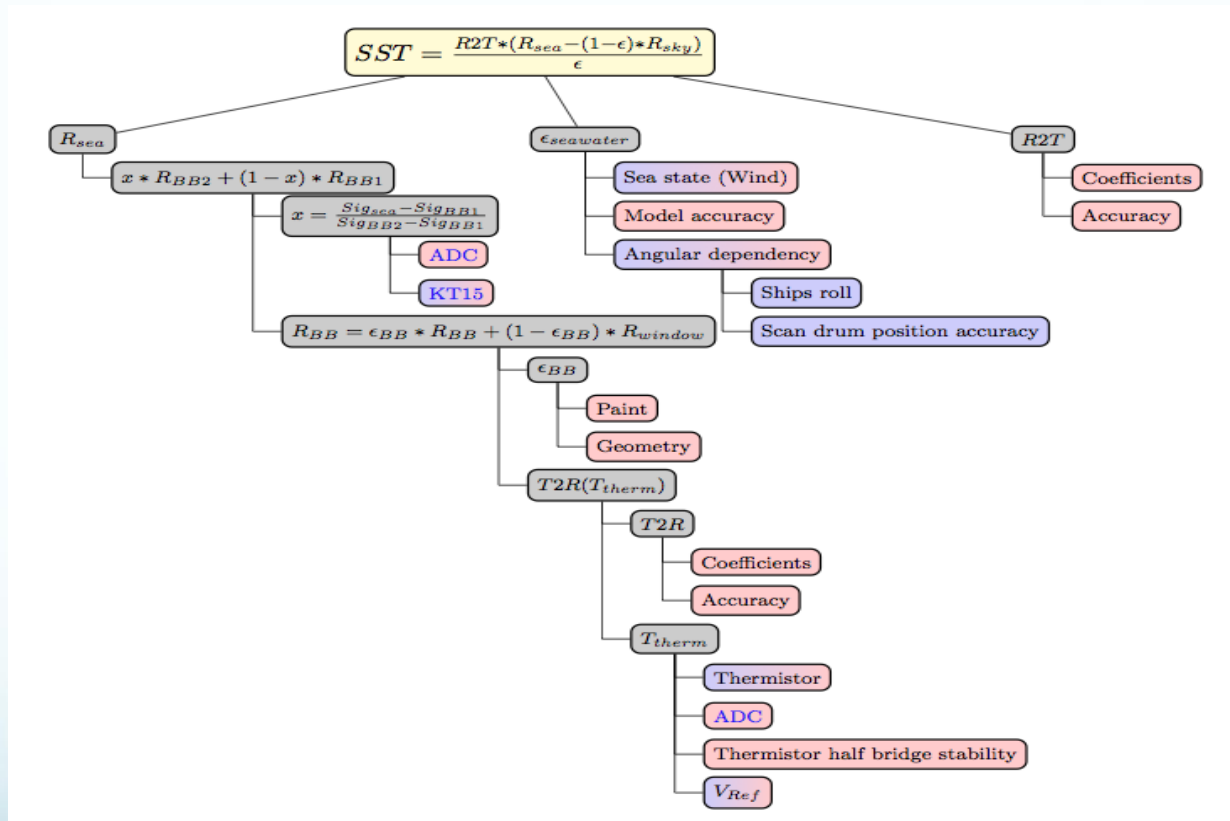 SST = R2T*(R_sea−(1−ϵ)*R_sky) / ϵ
R_sea
ϵ_seawater
R2T
x * R_BB2 + (1 − x) * R_BB1
Sea state (Wind)
Coefficients
x = Sig_sea−Sig_BB1 / Sig_BB2−Sig_BB1
Model accuracy
Accuracy
ADC
Angular dependency
KT15
Ships roll
R_BB = ϵ_BB * R_BB + (1 − ϵ_BB) * R_window
Scan drum position accuracy
ϵ_BB
Paint
Geometry
T2R(T_therm)
T2R
Coefficients
Accuracy
T_therm
Thermistor
ADC
Thermistor half bridge stability
V_Ref